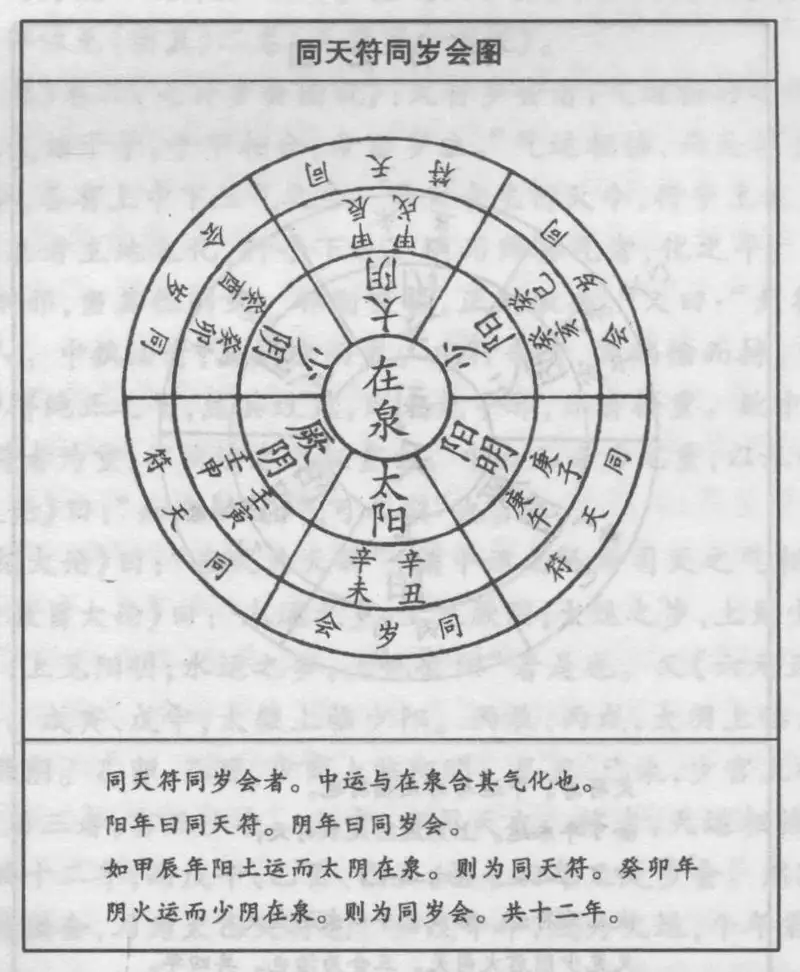 同天符同岁会图
同天符
甲辰 甲戌
太阴
同岁会
癸巳 癸亥
少阳
同天符
庚子 庚午
阳明
同岁会
辛丑 辛未
太阳
同天符
壬寅 壬申
厥阴
同岁会
癸卯 癸酉
少阴
在泉
同天符同岁会者。中运与在泉合其气化也。
阳年曰同天符。阴年曰同岁会。
如甲辰年阳土运而太阴在泉。则为同天符。癸卯年
阴火运而少阴在泉。则为同岁会。共十二年。